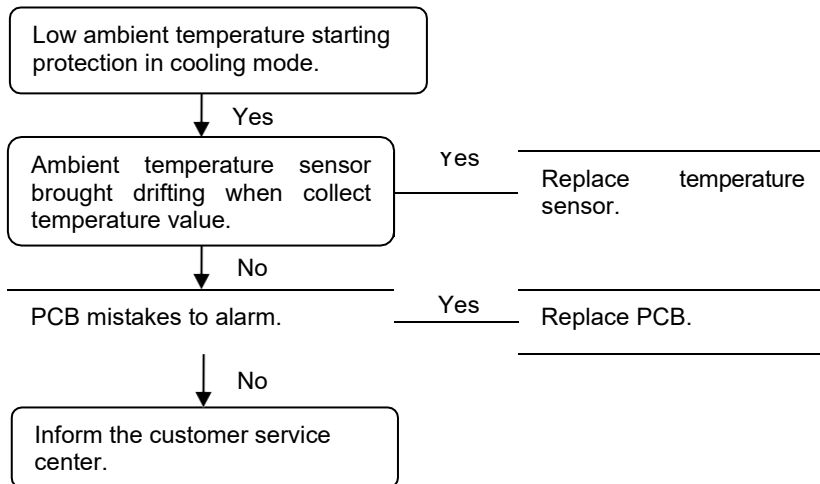 Low ambient temperature starting
protection in cooling mode.
Yes
Ambient temperature sensor
brought drifting when collect
temperature value.
Yes
Replace temperature
sensor.
No
PCB mistakes to alarm.
Yes
Replace PCB.
No
Inform the customer service
center.